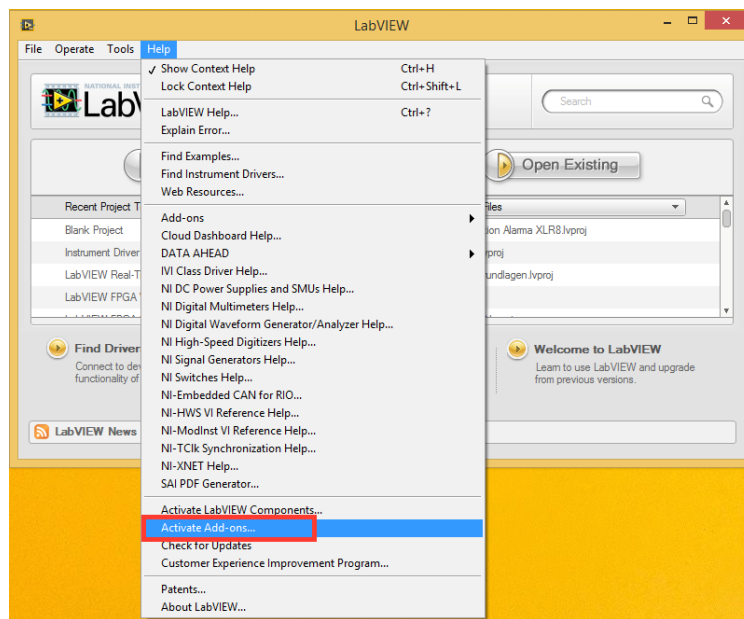 LabVIEW
File Operate Tools Help
NATIONAL INST
LabV
Search
Show Context Help Ctrl+H
Lock Context Help Ctrl+Shift+L
LabVIEW Help... Ctrl+?
Explain Error...
Find Examples...
Find Instrument Drivers...
Web Resources...
Add-ons
Cloud Dashboard Help...
DATA AHEAD
IVI Class Driver Help...
NI DC Power Supplies and SMUs Help...
NI Digital Multimeters Help...
NI Digital Waveform Generator/Analyzer Help...
NI High-Speed Digitizers Help...
NI Signal Generators Help...
NI Switches Help...
NI-Embedded CAN for RIO...
NI-HWS VI Reference Help...
NI-ModInst VI Reference Help...
NI-TClk Synchronization Help...
NI-XNET Help...
SAI PDF Generator...
Activate LabVIEW Components...
Activate Add-ons...
Check for Updates
Customer Experience Improvement Program...
Patents...
About LabVIEW...
Open Existing
Recent Project T
Blank Project
Instrument Driver
LabVIEW Real-T
LabVIEW FPGA
Files
ion Alarma XLR8.lvproj
vproj
undlagen.lvproj
Find Driver
Connect to dev
functionality of
Welcome to LabVIEW
Learn to use LabVIEW and upgrade
from previous versions.
LabVIEW News